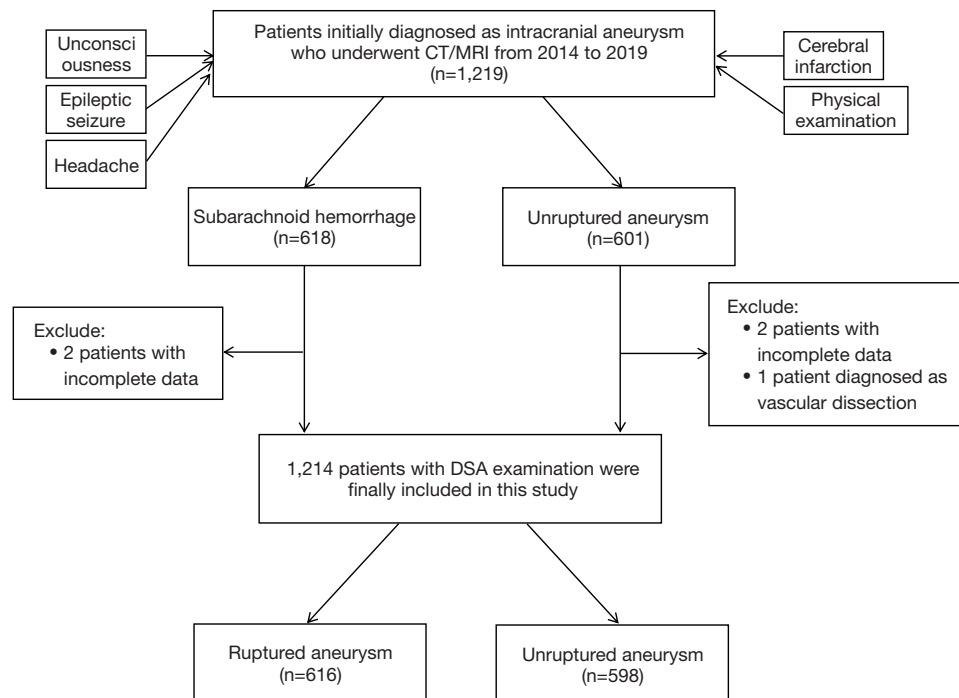 Patients initially diagnosed as intracranial aneurysm
who underwent CT/MRI from 2014 to 2019
(n=1,219)
Unconsci
ousness
Epileptic
seizure
Headache
Cerebral
infarction
Physical
examination
Subarachnoid hemorrhage
(n=618)
Unruptured aneurysm
(n=601)
Exclude:
• 2 patients with
incomplete data
Exclude:
• 2 patients with
incomplete data
• 1 patient diagnosed as
vascular dissection
1,214 patients with DSA examination were
finally included in this study
Ruptured aneurysm
(n=616)
Unruptured aneurysm
(n=598)